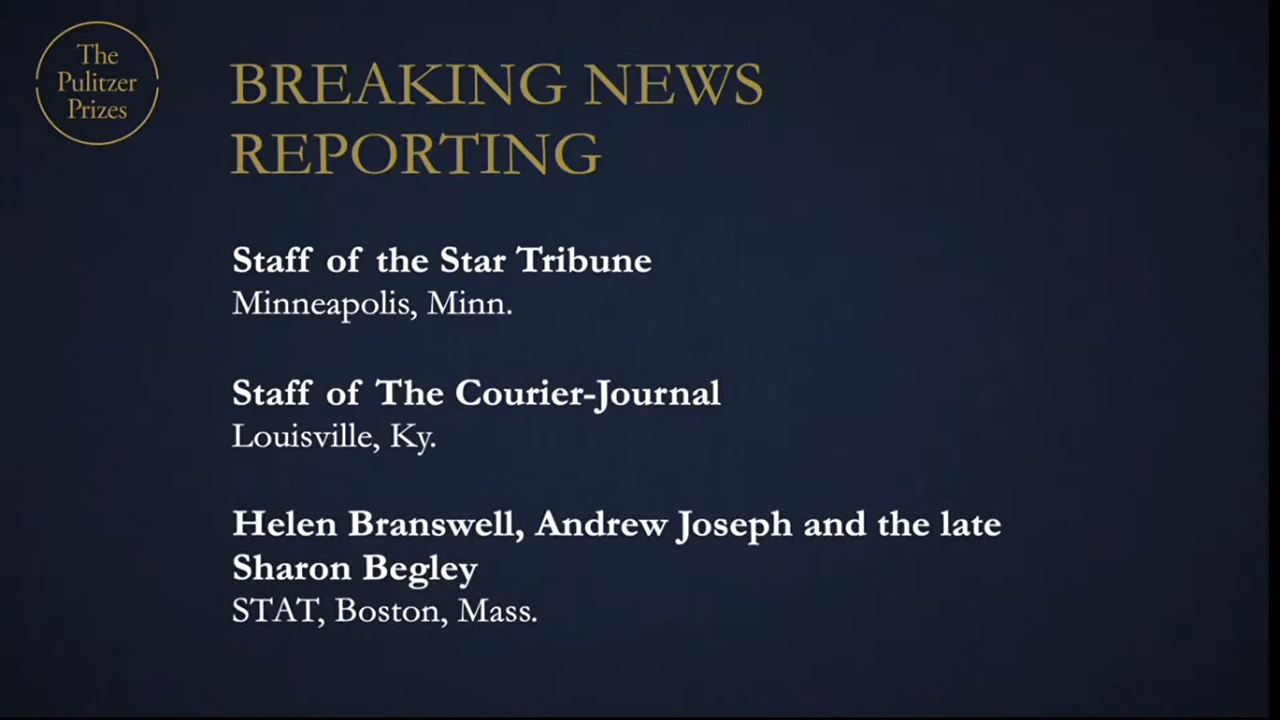 The
Pulitzer
Prizes
BREAKING NEWS
REPORTING
Staff of the Star Tribune
Minneapolis, Minn.
Staff of The Courier-Journal
Louisville, Ky.
Helen Branswell, Andrew Joseph and the late
Sharon Begley
STAT, Boston, Mass.